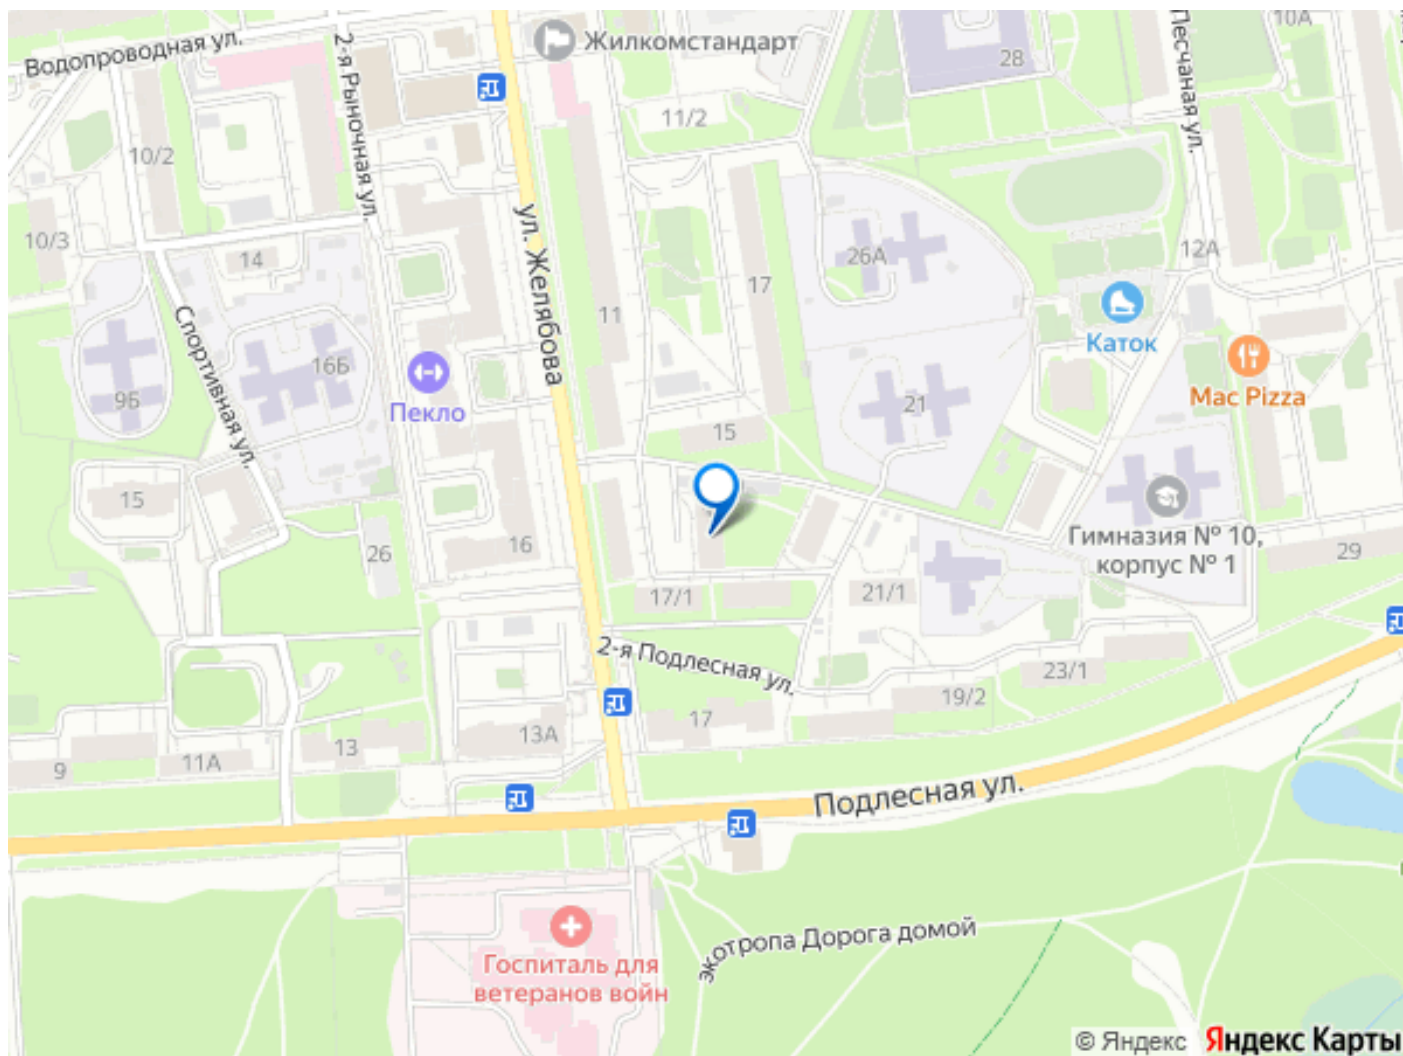 Водопроводная ул.
2-я Рыночная ул.
Жилкомстандарт
28
10А
Песчаная ул.
11/2
10/2
10/3
14
ул. Желябова
17
26А
12А
Спортивная ул.
11
Каток
16Б
9Б
Пекло
21
Mac Pizza
15
15
16
26
Гимназия № 10,
корпус № 1
29
17/1
21/1
2-я Подлесная ул.
23/1
19/2
17
13А
13
11А
9
Подлесная ул.
экотропа Дорога домой
Госпиталь для
ветеранов войн
© Яндекс Яндекс Карты